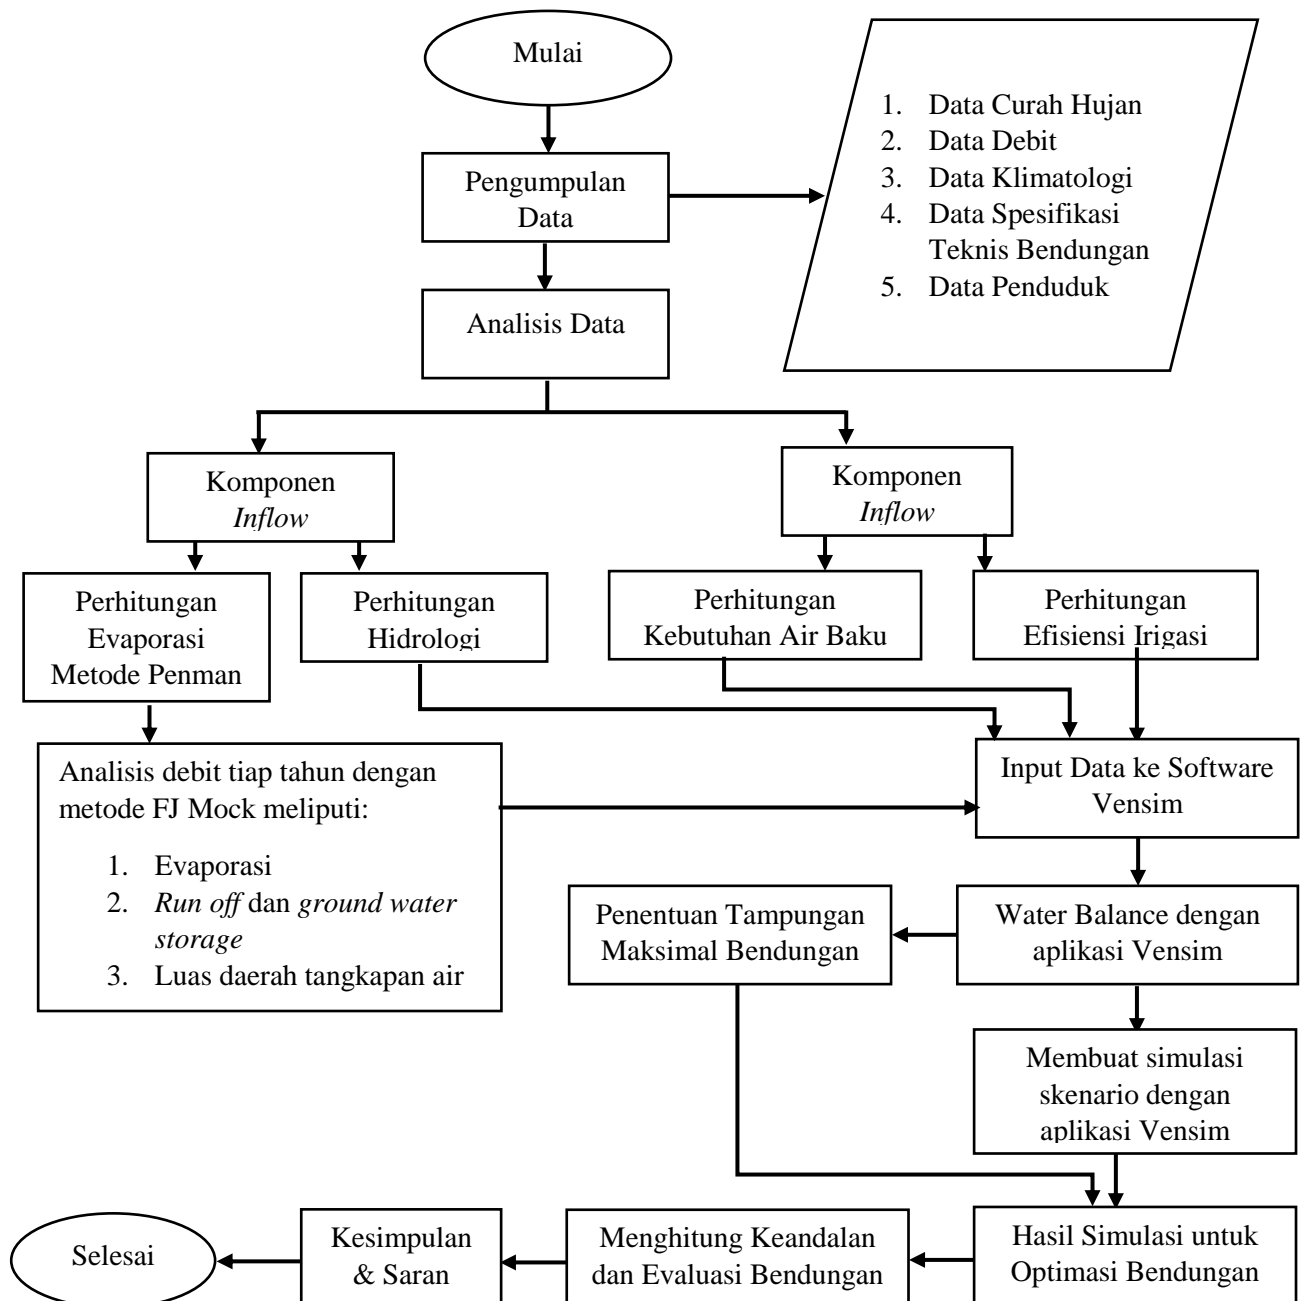 Mulai
1. Data Curah Hujan
2. Data Debit
3. Data Klimatologi
4. Data Spesifikasi
Teknis Bendungan
5. Data Penduduk
Pengumpulan
Data
Analisis Data
Komponen
Inflow
Komponen
Inflow
Perhitungan
Evaporasi
Metode Penman
Perhitungan
Hidrologi
Perhitungan
Kebutuhan Air Baku
Perhitungan
Efisiensi Irigasi
Analisis debit tiap tahun dengan
metode FJ Mock meliputi:
1. Evaporasi
2. Run off dan ground water
storage
3. Luas daerah tangkapan air
Input Data ke Software
Vensim
Penentuan Tampungan
Maksimal Bendungan
Water Balance dengan
aplikasi Vensim
Membuat simulasi
skenario dengan
aplikasi Vensim
Selesai
Kesimpulan
& Saran
Menghitung Keandalan
dan Evaluasi Bendungan
Hasil Simulasi untuk
Optimasi Bendungan